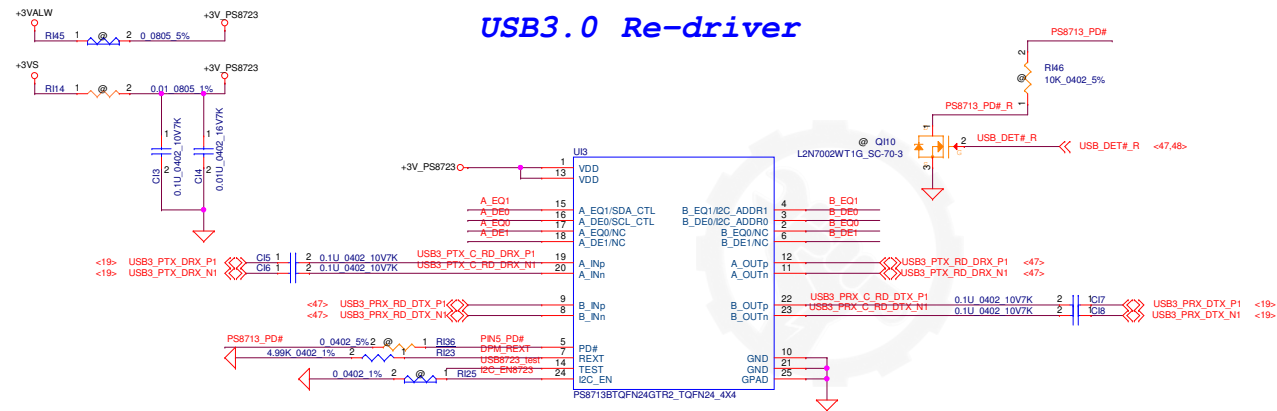 USB3.0 Re-driver
+3VALW
+3V_PS8723
RI45 1 @ 2 0_0805_5%
+3VS
+3V_PS8723
RI14 1 @ 2 0.01_0805_1%
1
2
CI3
0.1U_0402_10V7K
1
2
CI4
0.01U_0402_16V7K
PS8713_PD#
2
@
RI46
10K_0402_5%
1
PS8713_PD#_R
1
@ QI10
L2N7002WT1G_SC-70-3
2
3
USB_DET#_R
USB_DET#_R <47,48>
UI3
+3V_PS8723
1 VDD
13 VDD
A_EQ1 15 A_EQ1/SDA_CTL
A_DE0 16 A_DE0/SCL_CTL
A_EQ0 17 A_EQ0/NC
A_DE1 18 A_DE1/NC
B_EQ1/I2C_ADDR1 4 B_EQ1
B_DE0/I2C_ADDR0 3 B_DE0
B_EQ0/NC 2 B_EQ0
B_DE1/NC 6 B_DE1
<19> USB3_PTX_DRX_P1 CI5 1 2 0.1U_0402_10V7K USB3_PTX_C_RD_DRX_P1 19 A_INp
<19> USB3_PTX_DRX_N1 CI6 1 2 0.1U_0402_10V7K USB3_PTX_C_RD_DRX_N1 20 A_INn
A_OUTp 12 USB3_PTX_RD_DRX_P1 <47>
A_OUTn 11 USB3_PTX_RD_DRX_N1 <47>
<47> USB3_PRX_RD_DTX_P1 9 B_INp
<47> USB3_PRX_RD_DTX_N1 8 B_INn
B_OUTp 22 USB3_PRX_C_RD_DTX_P1 0.1U_0402_10V7K 2 1 CI7 USB3_PRX_DTX_P1 <19>
B_OUTn 23 USB3_PRX_C_RD_DTX_N1 0.1U_0402_10V7K 2 1 CI8 USB3_PRX_DTX_N1 <19>
PS8713_PD# 0_0402_5% 2 @ 1 RI36 PIN5_PD# 5 PD#
4.99K_0402_1% 2 1 RI23 DPM_REXT 7 REXT
USB8723_test 14 TEST
0_0402_1% 2 @ 1 RI25 I2C_EN8723 24 I2C_EN
GND 10
GND 21
GPAD 25
PS8713BTQFN24GTR2_TQFN24_4X4